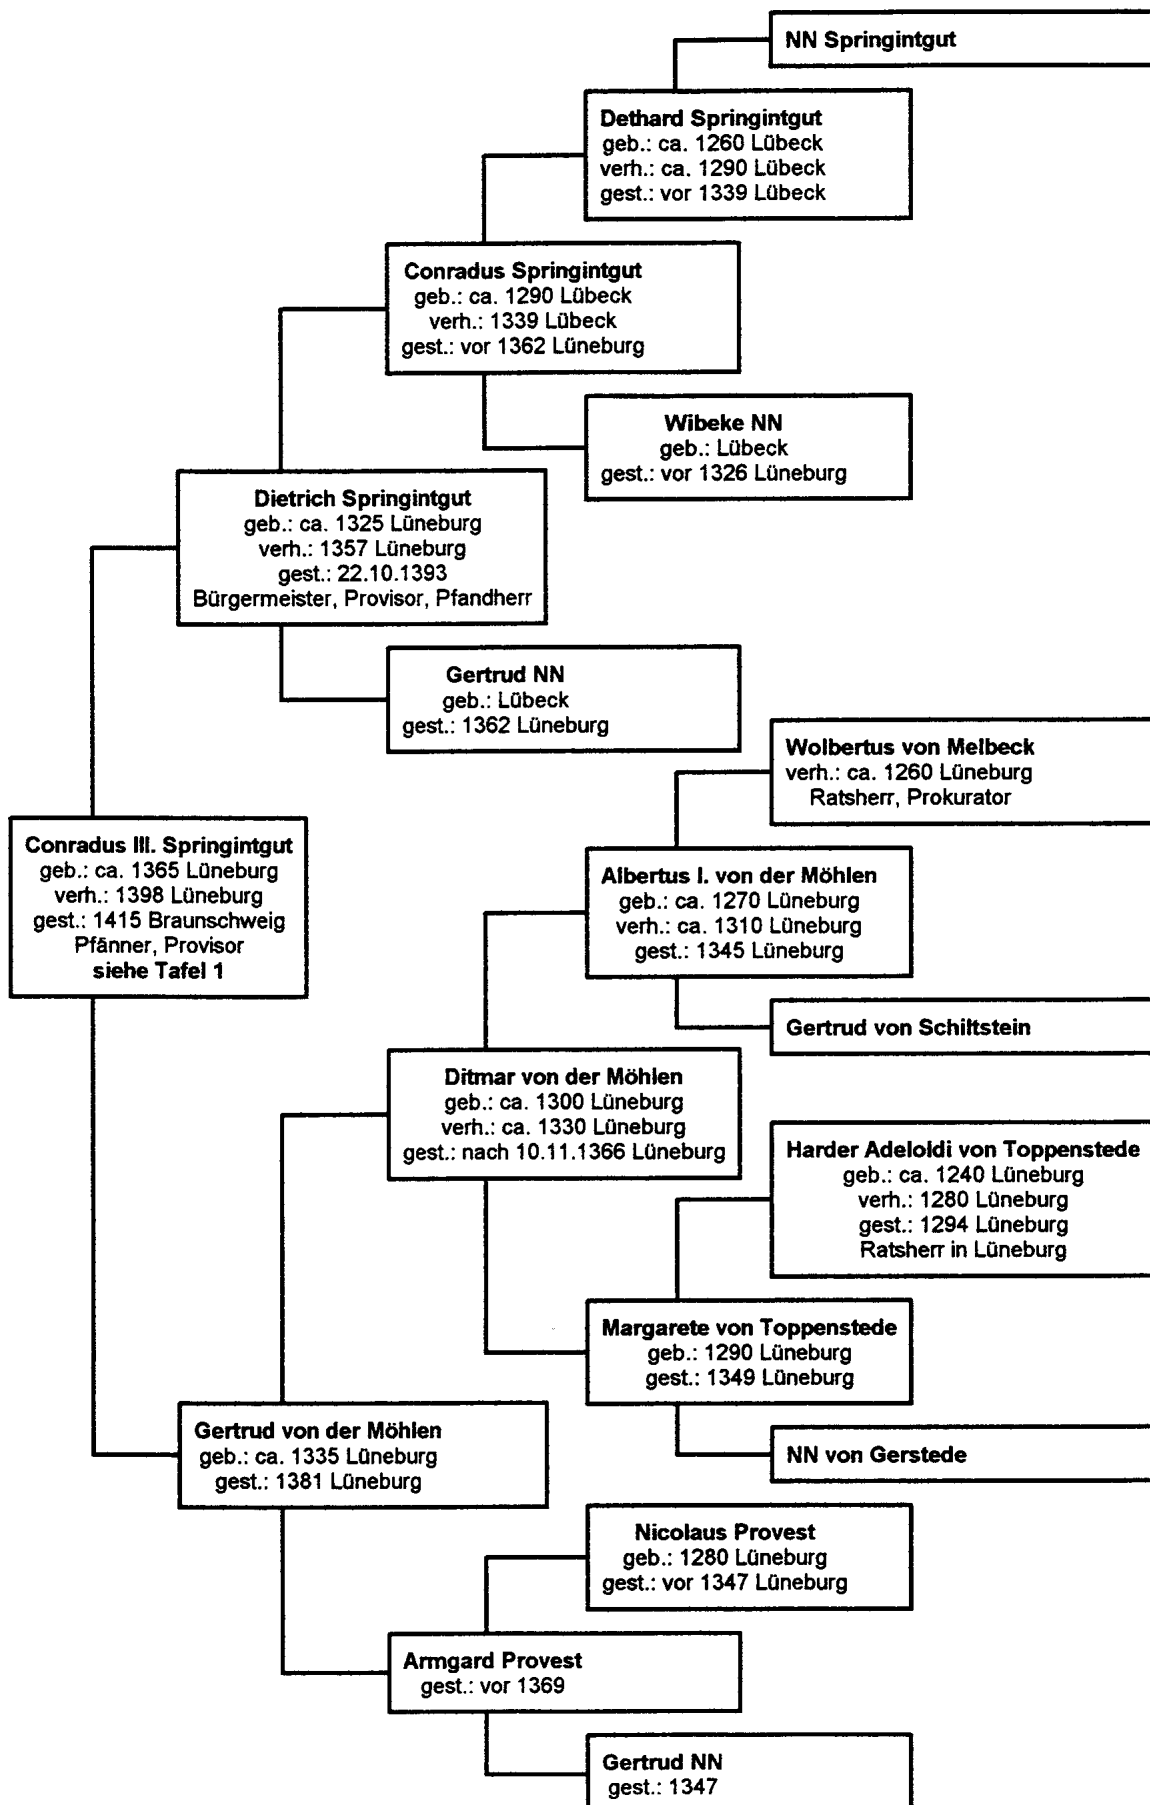 NN Springintgut
Dethard Springintgut
geb.: ca. 1260 Lübeck
verh.: ca. 1290 Lübeck
gest.: vor 1339 Lübeck
Conradus Springintgut
geb.: ca. 1290 Lübeck
verh.: 1339 Lübeck
gest.: vor 1362 Lüneburg
Wibeke NN
geb.: Lübeck
gest.: vor 1326 Lüneburg
Dietrich Springintgut
geb.: ca. 1325 Lüneburg
verh.: 1357 Lüneburg
gest.: 22.10.1393
Bürgermeister, Provisor, Pfandherr
Gertrud NN
geb.: Lübeck
gest.: 1362 Lüneburg
Wolbertus von Melbeck
verh.: ca. 1260 Lüneburg
Ratsherr, Prokurator
Conradus III. Springintgut
geb.: ca. 1365 Lüneburg
verh.: 1398 Lüneburg
gest.: 1415 Braunschweig
Pfänner, Provisor
siehe Tafel 1
Albertus I. von der Möhlen
geb.: ca. 1270 Lüneburg
verh.: ca. 1310 Lüneburg
gest.: 1345 Lüneburg
Gertrud von Schiltstein
Ditmar von der Möhlen
geb.: ca. 1300 Lüneburg
verh.: ca. 1330 Lüneburg
gest.: nach 10.11.1366 Lüneburg
Harder Adeloldi von Toppenstede
geb.: ca. 1240 Lüneburg
verh.: 1280 Lüneburg
gest.: 1294 Lüneburg
Ratsherr in Lüneburg
Margarete von Toppenstede
geb.: 1290 Lüneburg
gest.: 1349 Lüneburg
Gertrud von der Möhlen
geb.: ca. 1335 Lüneburg
gest.: 1381 Lüneburg
NN von Gerstede
Nicolaus Provest
geb.: 1280 Lüneburg
gest.: vor 1347 Lüneburg
Armgard Provest
gest.: vor 1369
Gertrud NN
gest.: 1347